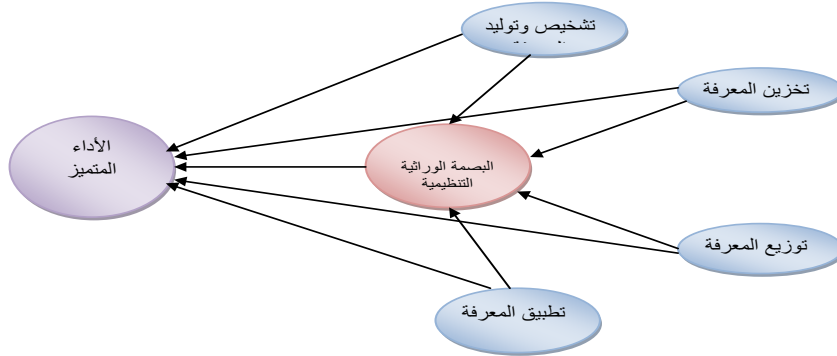 تشخيص وتوليد
تخزين المعرفة
الأداء
المتميز
البصمة الوراثية
التنظيمية
توزيع المعرفة
تطبيق المعرفة